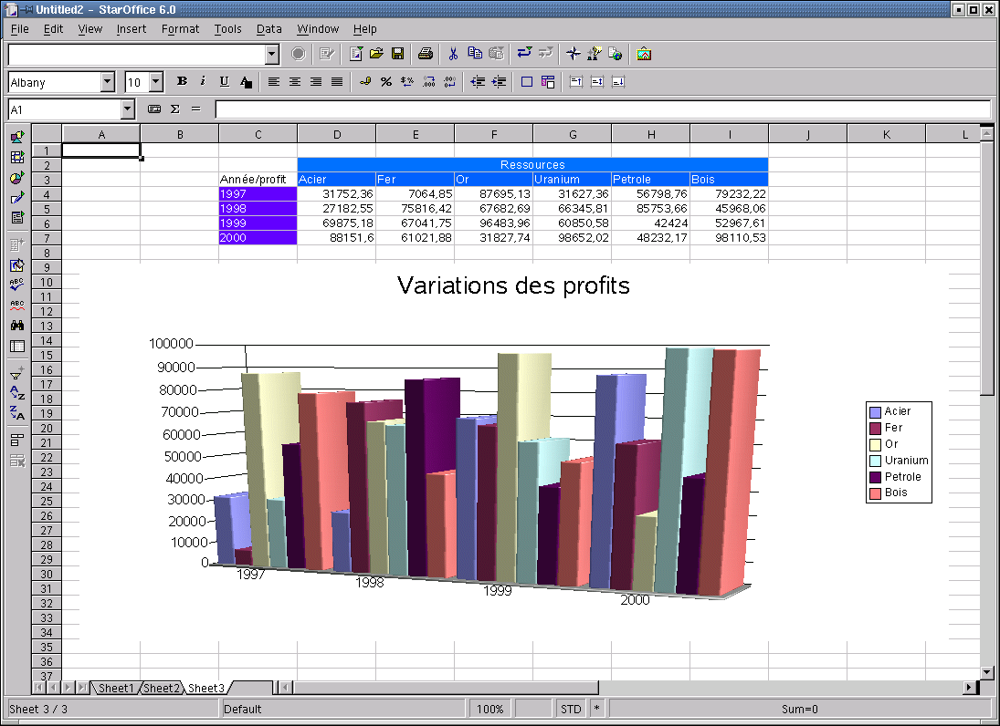 Untitled2 - StarOffice 6.0
File Edit View Insert Format Tools Data Window Help
Albany 10 B i U A
A1 Σ =
A B C D E F G H I J K L
1
2 Ressources
3 Année/profit Acier Fer Or Uranium Petrole Bois
4 1997 31752,36 7064,85 87695,13 31627,36 56798,76 79232,22
5 1998 27182,55 75816,42 67682,69 66345,81 85753,66 45968,06
6 1999 69875,18 67041,75 96483,96 60850,58 42424 52967,61
7 2000 88151,6 61021,88 31827,74 98652,02 48232,17 98110,53
8
9
10
11
12
13
14
15
16
17
18
19
20
21
22
23
24
25
26
27
28
29
30
31
32
33
34
35
36
37
Variations des profits
100000
90000
80000
70000
60000
50000
40000
30000
20000
10000
0
1997
1998
1999
2000
Acier
Fer
Or
Uranium
Petrole
Bois
Sheet1 Sheet2 Sheet3
Sheet 3 / 3 Default 100% STD * Sum=0